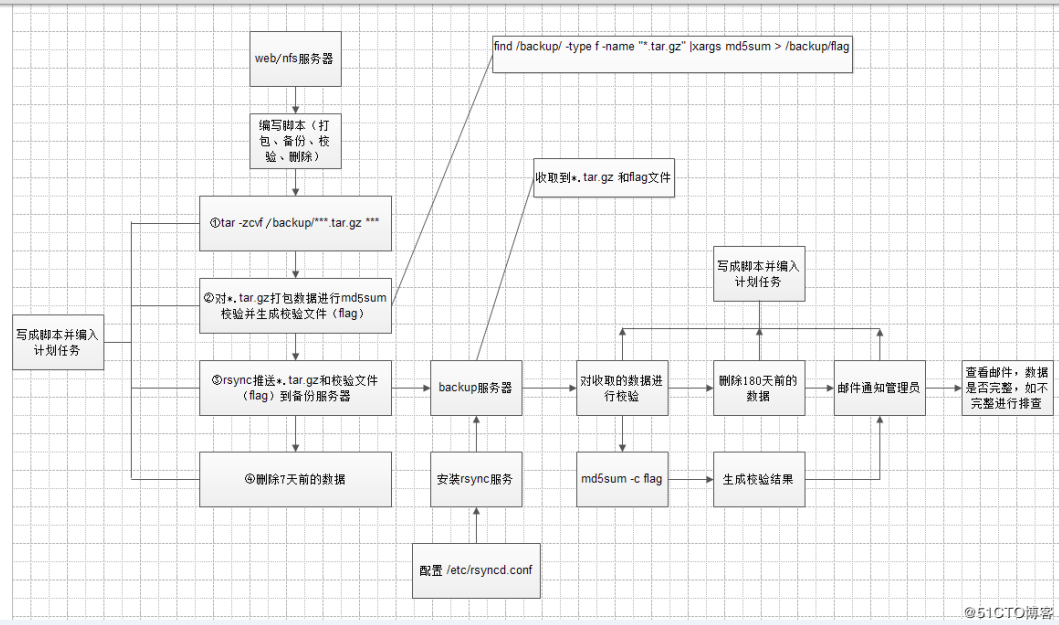 find /backup/ -type f -name "*.tar.gz" |xargs md5sum > /backup/flag
web/nfs服务器
编写脚本（打
包、备份、校
验、删除）
收取到*.tar.gz 和flag文件
①tar -zcvf /backup/***.tar.gz ***
写成脚本并编入
计划任务
②对*.tar.gz打包数据进行md5sum
校验并生成校验文件（flag）
写成脚本并编入
计划任务
③rsync推送*.tar.gz和校验文件
（flag）到备份服务器
backup服务器
对收取的数据进
行校验
删除180天前的
数据
邮件通知管理员
查看邮件，数据
是否完整，如不
完整进行排查
④删除7天前的数据
安装rsync服务
md5sum -c flag
生成校验结果
配置 /etc/rsyncd.conf
@51CTO博客